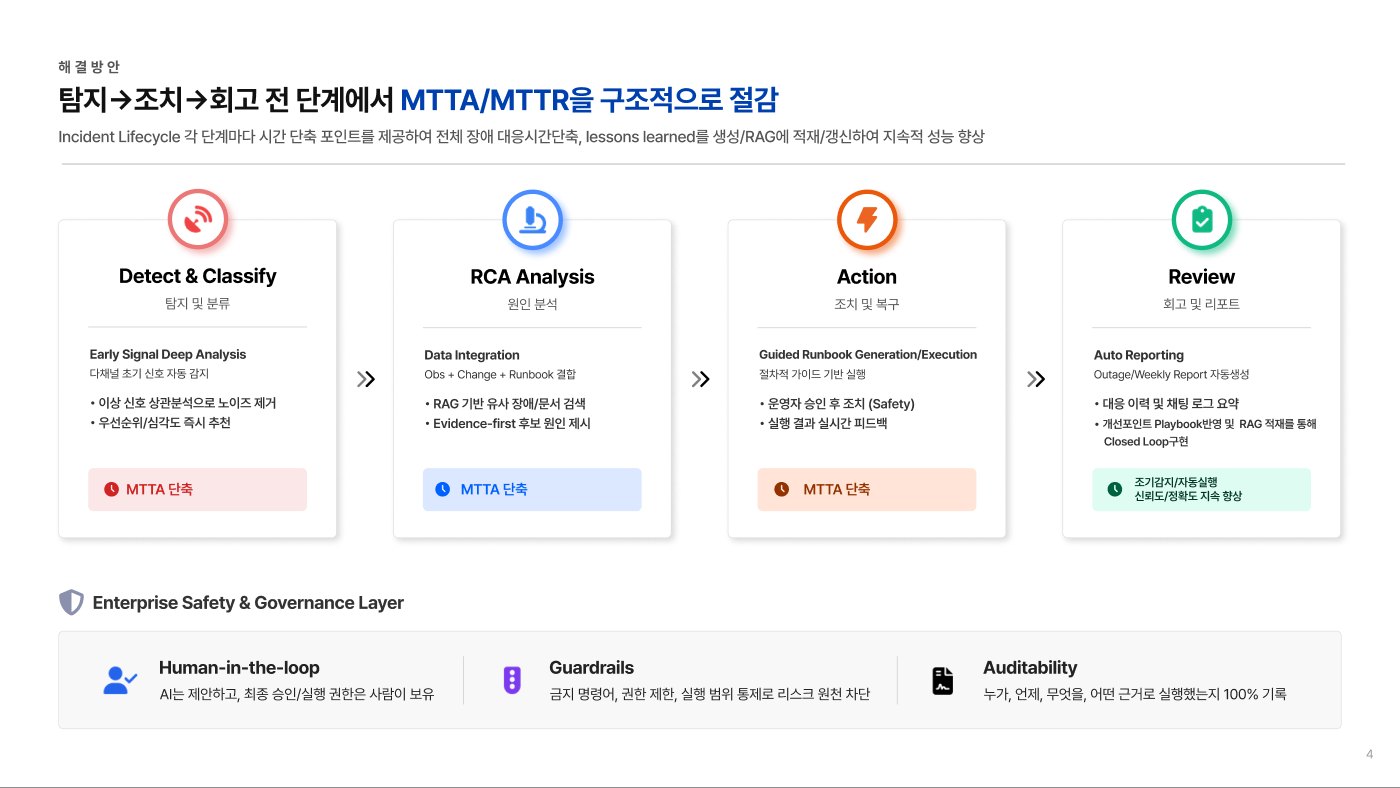 해결방안
탐지→조치→회고 전 단계에서 MTTA/MTTR을 구조적으로 절감
Incident Lifecycle 각 단계마다 시간 단축 포인트를 제공하여 전체 장애 대응시간단축, lessons learned를 생성/RAG에 적재/갱신하여 지속적 성능 향상
Detect & Classify
탐지 및 분류
Early Signal Deep Analysis
다채널 초기 신호 자동 감지
• 이상 신호 상관분석으로 노이즈 제거
• 우선순위/심각도 즉시 추천
MTTA 단축
RCA Analysis
원인 분석
Data Integration
Obs + Change + Runbook 결합
• RAG 기반 유사 장애/문서 검색
• Evidence-first 후보 원인 제시
MTTA 단축
Action
조치 및 복구
Guided Runbook Generation/Execution
절차적 가이드 기반 실행
• 운영자 승인 후 조치 (Safety)
• 실행 결과 실시간 피드백
MTTA 단축
Review
회고 및 리포트
Auto Reporting
Outage/Weekly Report 자동생성
• 대응 이력 및 채팅 로그 요약
• 개선포인트 Playbook반영 및 RAG 적재를 통해
Closed Loop구현
조기감지/자동실행
신뢰도/정확도 지속 향상
Enterprise Safety & Governance Layer
Human-in-the-loop
AI는 제안하고, 최종 승인/실행 권한은 사람이 보유
Guardrails
금지 명령어, 권한 제한, 실행 범위 통제로 리스크 원천 차단
Auditability
누가, 언제, 무엇을, 어떤 근거로 실행했는지 100% 기록
4